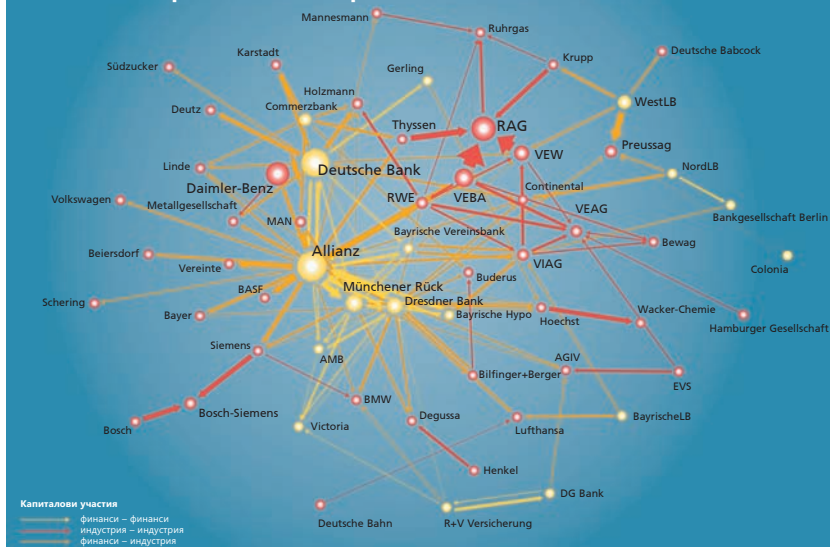 Mannesmann
Ruhrgas
Karstadt
Krupp
Deutsche Babcock
Südzucker
Gerling
Holzmann
WestLB
Deutz
Commerzbank
Thyssen
RAG
Preussag
VEW
NordLB
Linde
Deutsche Bank
Daimler-Benz
VEBA
Continental
Volkswagen
RWE
Metallgesellschaft
VEAG
Bankgesellschaft Berlin
MAN
Bayrische Vereinsbank
Bewag
Allianz
Beiersdorf
Vereinte
VIAG
Colonia
Buderus
BASF
Münchener Rück
Schering
Dresdner Bank
Wacker-Chemie
Bayer
Bayrische Hypo
Hoechst
Hamburger Gesellschaft
Siemens
AMB
AGIV
Bilfinger+Berger
EVS
BMW
Bosch-Siemens
Degussa
BayrischeLB
Bosch
Victoria
Lufthansa
Henkel
DG Bank
Deutsche Bahn
R+V Versicherung
Капиталови участия
финанси – финанси
индустрия – индустрия
финанси – индустрия